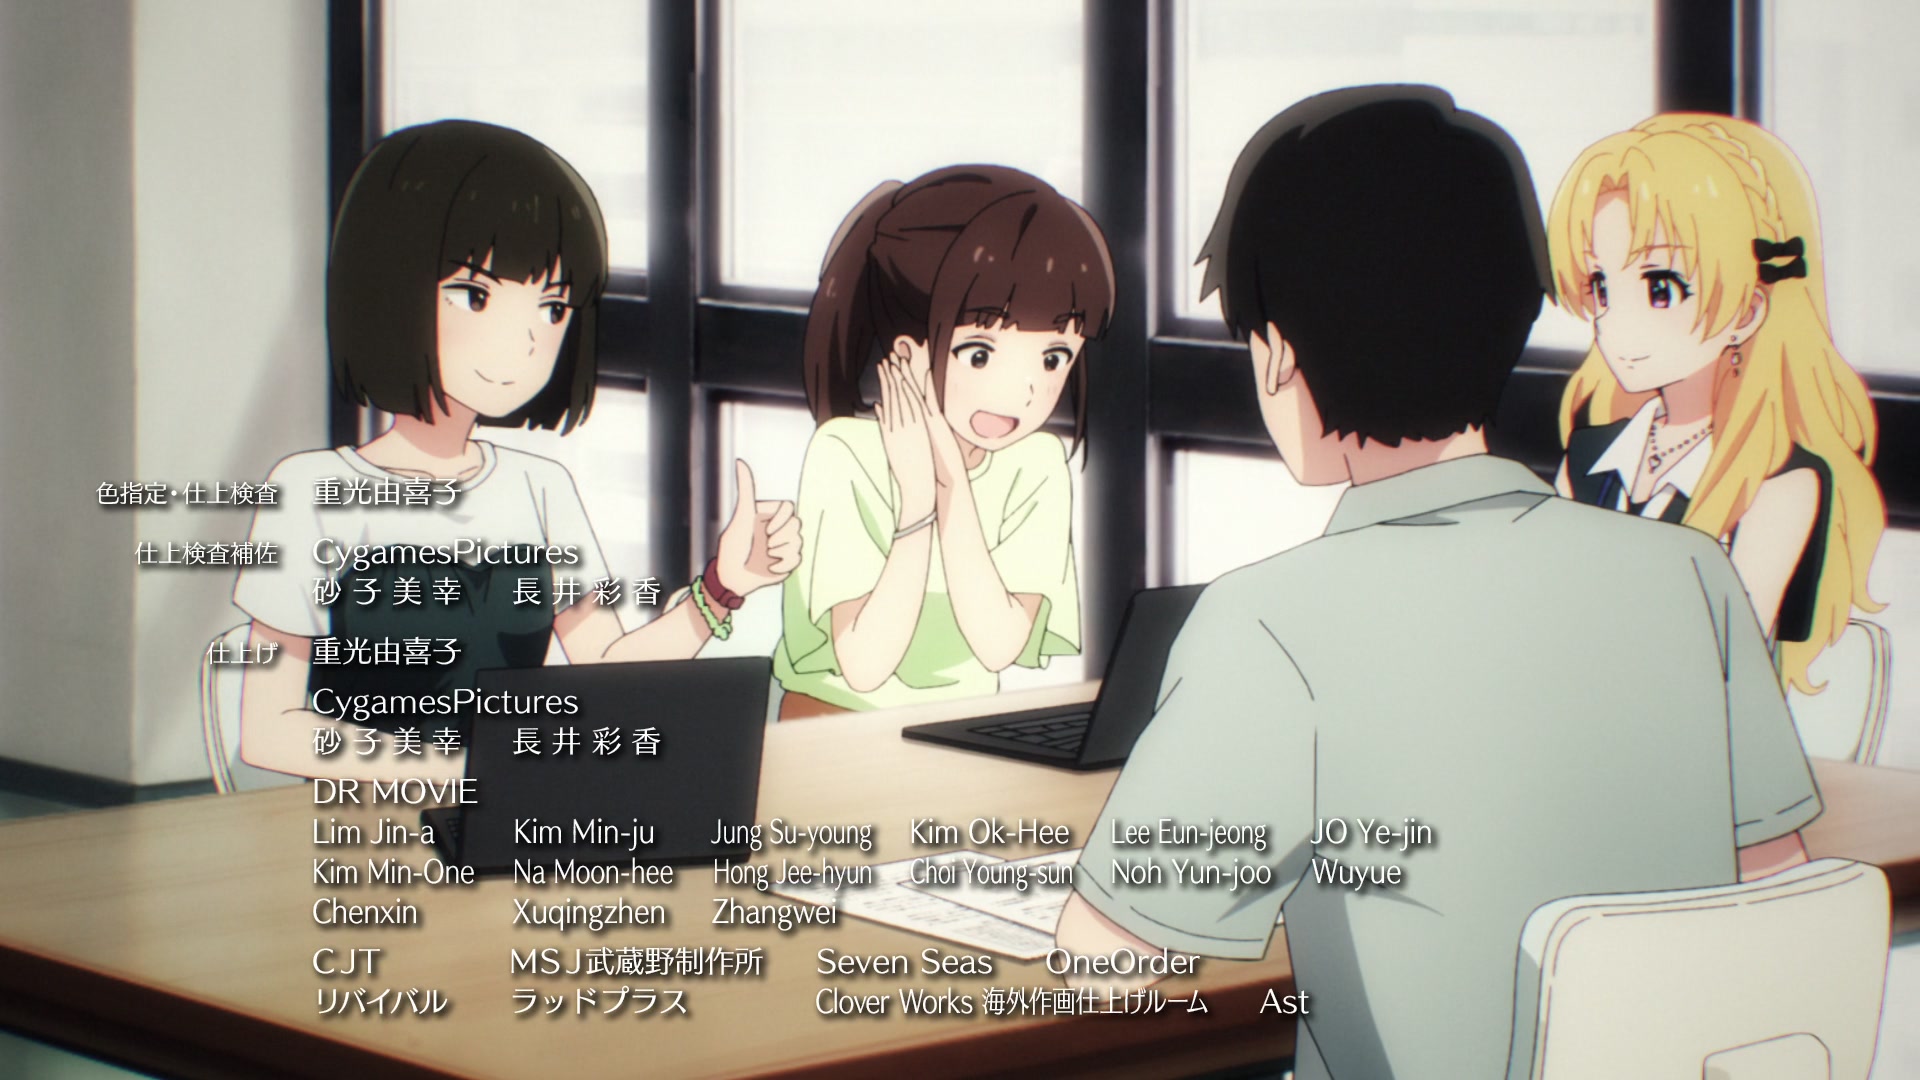 色指定・仕上検査 重光由喜子
仕上検査補佐 CygamesPictures
砂子美幸 長井彩香
仕上げ 重光由喜子
CygamesPictures
砂子美幸 長井彩香
DR MOVIE
Lim Jin-a Kim Min-ju Jung Su-young Kim Ok-Hee Lee Eun-jeong JO Ye-jin
Kim Min-One Na Moon-hee Hong Jee-hyun Choi Young-sun Noh Yun-joo Wuyue
Chenxin Xuqingzhen Zhangwei
CJT MSJ武蔵野制作所 Seven Seas OneOrder
リバイバル ラッドプラス Clover Works 海外作画仕上げルーム Ast